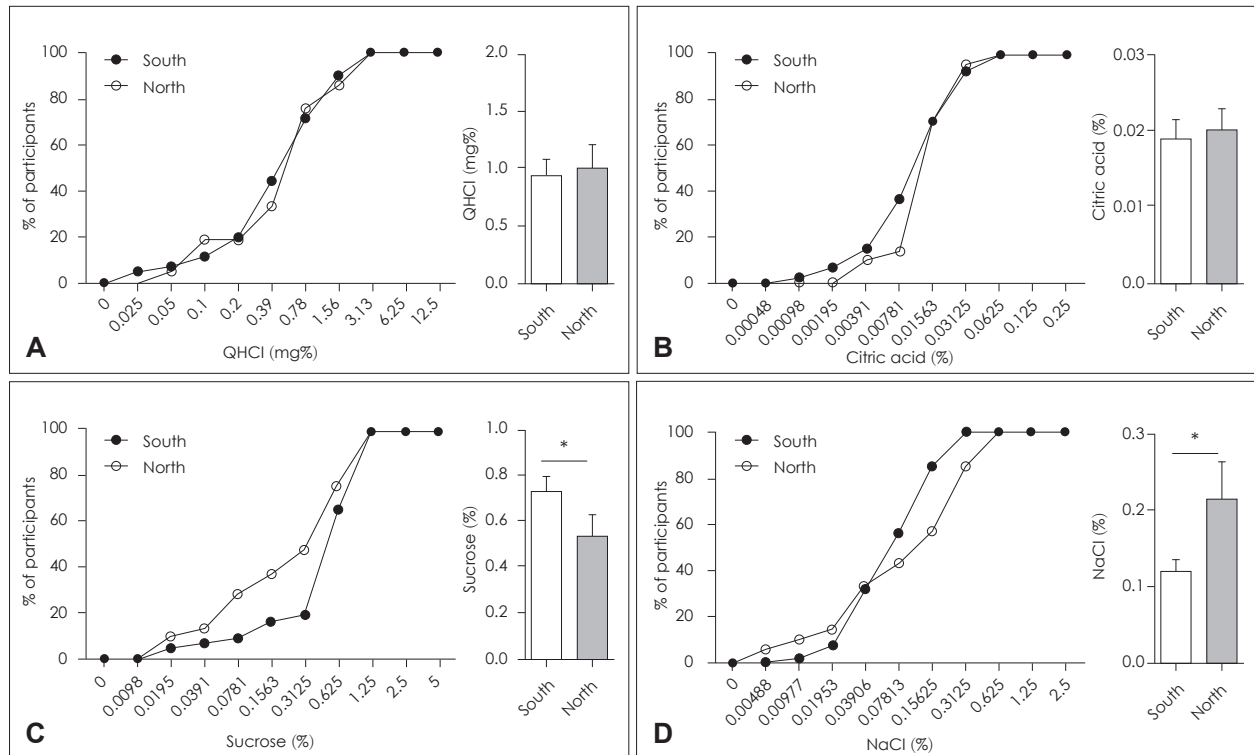 100
80
60
40
20
0
% of participants
South
North
0
0.025
0.05
0.1
0.2
0.39
0.78
1.56
3.13
6.25
12.5
QHCl (mg%)
A
2.0
1.5
1.0
0.5
0.0
QHCl (mg%)
South
North
100
80
60
40
20
0
% of participants
South
North
0
0.00048
0.00098
0.00195
0.00391
0.00781
0.01563
0.03125
0.0625
0.125
0.25
Citric acid (%)
B
0.03
0.02
0.01
0.0
Citric acid (%)
South
North
100
80
60
40
20
0
% of participants
South
North
0
0.0098
0.0195
0.0391
0.0781
0.1563
0.3125
0.625
1.25
2.5
5
Sucrose (%)
C
1.0
0.8
0.6
0.4
0.2
0.0
Sucrose (%)
*
South
North
100
80
60
40
20
0
% of participants
South
North
0
0.00488
0.00977
0.01953
0.03906
0.07813
0.15625
0.3125
0.625
1.25
2.5
NaCl (%)
D
0.3
0.2
0.1
0.0
NaCl (%)
*
South
North